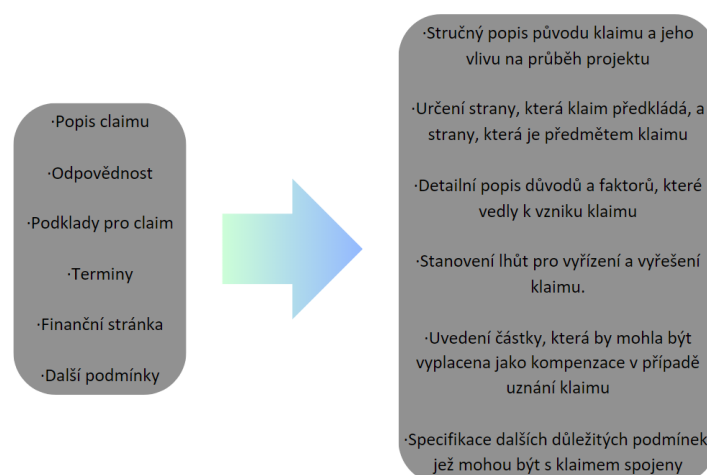 ·Popis claimu
·Odpovědnost
·Podklady pro claim
·Terminy
·Finanční stránka
·Další podmínky
·Stručný popis původu klaimu a jeho
vlivu na průběh projektu
·Určení strany, která klaim předkládá, a
strany, která je předmětem klaimu
·Detailní popis důvodů a faktorů, které
vedly k vzniku klaimu
·Stanovení lhůt pro vyřízení a vyřešení
klaimu.
·Uvedení částky, která by mohla být
vyplacena jako kompenzace v případě
uznání klaimu
·Specifikace dalších důležitých podmínek
jež mohou být s klaimem spojeny